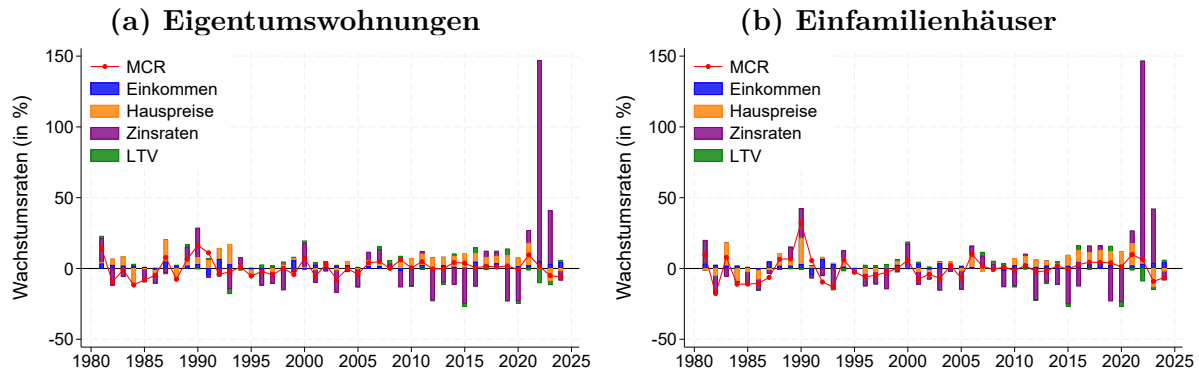 (a) Eigentumswohnungen
Wachstumsraten (in %)
150
100
50
0
-50
MCR
Einkommen
Hauspreise
Zinsraten
LTV
1980 1985 1990 1995 2000 2005 2010 2015 2020 2025
(b) Einfamilienhäuser
Wachstumsraten (in %)
150
100
50
0
-50
MCR
Einkommen
Hauspreise
Zinsraten
LTV
1980 1985 1990 1995 2000 2005 2010 2015 2020 2025